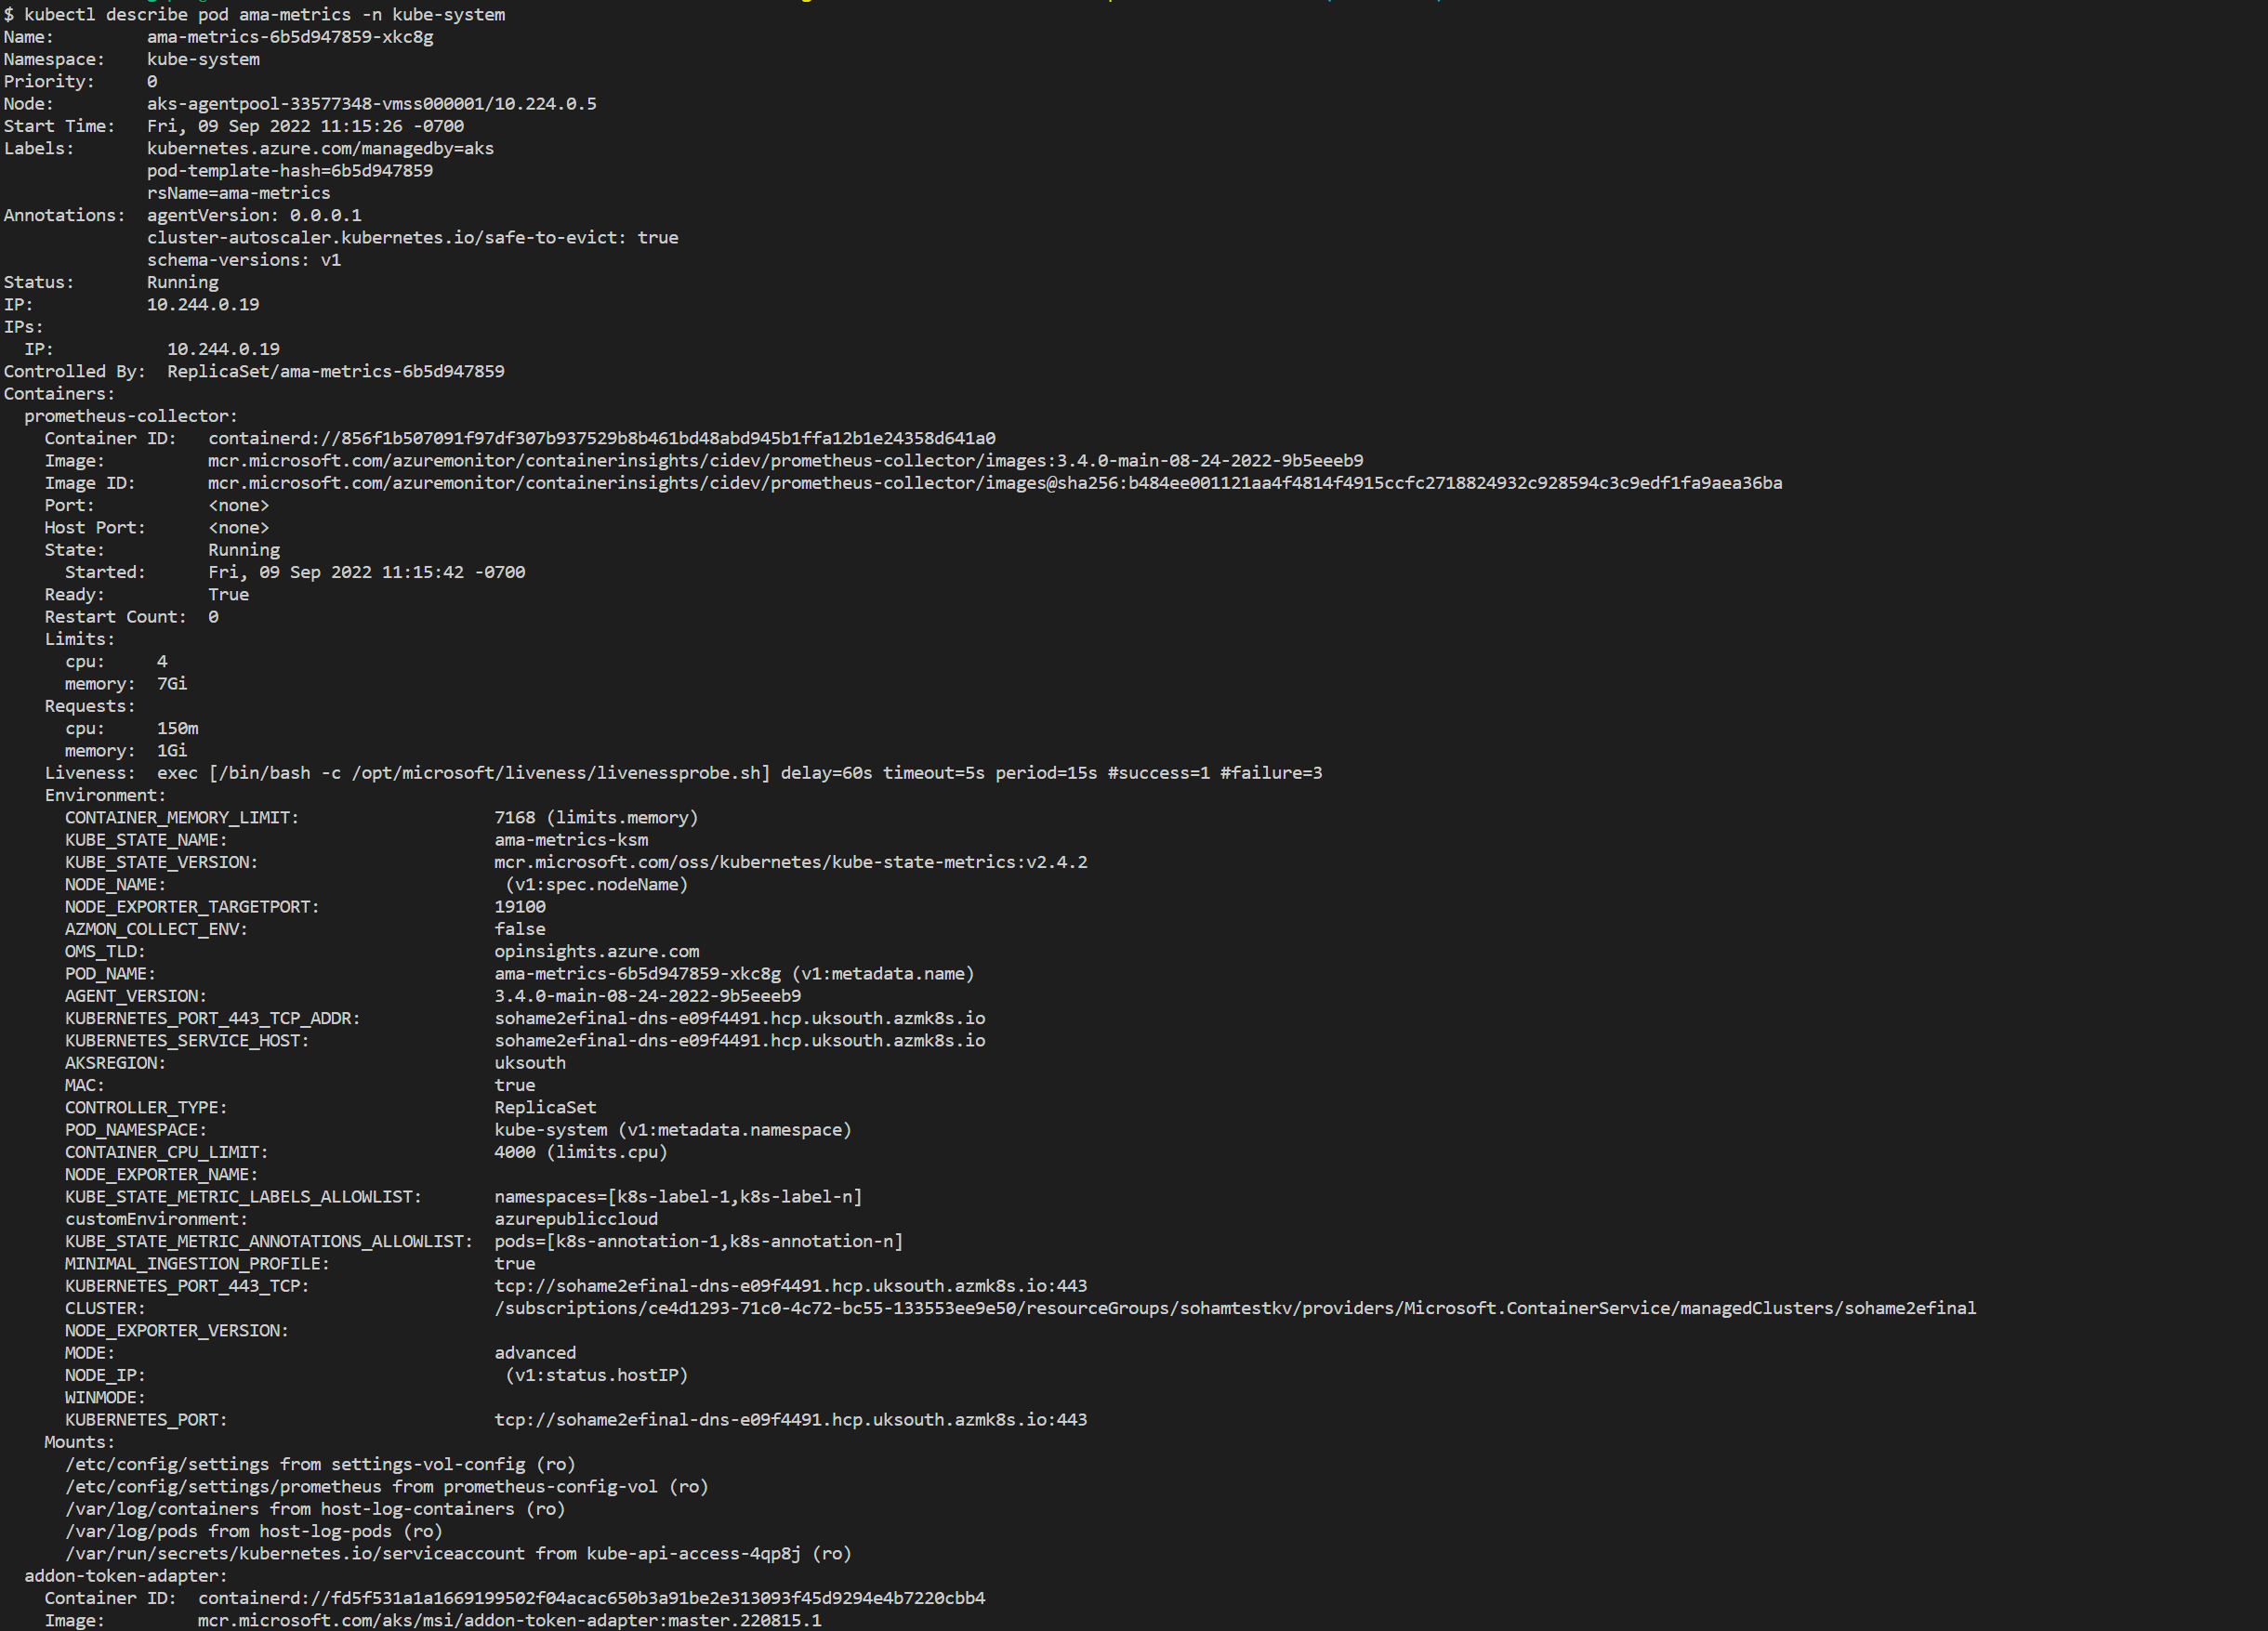 $ kubectl describe pod ama-metrics -n kube-system
Name:         ama-metrics-6b5d947859-xkc8g
Namespace:    kube-system
Priority:     0
Node:         aks-agentpool-33577348-vmss000001/10.224.0.5
Start Time:   Fri, 09 Sep 2022 11:15:26 -0700
Labels:       kubernetes.azure.com/managedby=aks
              pod-template-hash=6b5d947859
              rsName=ama-metrics
Annotations:  agentVersion: 0.0.0.1
              cluster-autoscaler.kubernetes.io/safe-to-evict: true
              schema-versions: v1
Status:       Running
IP:           10.244.0.19
IPs:
  IP:           10.244.0.19
Controlled By:  ReplicaSet/ama-metrics-6b5d947859
Containers:
  prometheus-collector:
    Container ID:   containerd://856f1b507091f97df307b937529b8b461bd48abd945b1ffa12b1e24358d641a0
    Image:          mcr.microsoft.com/azuremonitor/containerinsights/cidev/prometheus-collector/images:3.4.0-main-08-24-2022-9b5eeeb9
    Image ID:       mcr.microsoft.com/azuremonitor/containerinsights/cidev/prometheus-collector/images@sha256:b484ee001121aa4f4814f4915ccfc2718824932c928594c3c9edf1fa9aea36ba
    Port:           <none>
    Host Port:      <none>
    State:          Running
      Started:      Fri, 09 Sep 2022 11:15:42 -0700
    Ready:          True
    Restart Count:  0
    Limits:
      cpu:     4
      memory:  7Gi
    Requests:
      cpu:     150m
      memory:  1Gi
    Liveness:  exec [/bin/bash -c /opt/microsoft/liveness/livenessprobe.sh] delay=60s timeout=5s period=15s #success=1 #failure=3
    Environment:
      CONTAINER_MEMORY_LIMIT:                   7168 (limits.memory)
      KUBE_STATE_NAME:                          ama-metrics-ksm
      KUBE_STATE_VERSION:                       mcr.microsoft.com/oss/kubernetes/kube-state-metrics:v2.4.2
      NODE_NAME:                                 (v1:spec.nodeName)
      NODE_EXPORTER_TARGETPORT:                 19100
      AZMON_COLLECT_ENV:                        false
      OMS_TLD:                                  opinsights.azure.com
      POD_NAME:                                 ama-metrics-6b5d947859-xkc8g (v1:metadata.name)
      AGENT_VERSION:                            3.4.0-main-08-24-2022-9b5eeeb9
      KUBERNETES_PORT_443_TCP_ADDR:             sohame2efinal-dns-e09f4491.hcp.uksouth.azmk8s.io
      KUBERNETES_SERVICE_HOST:                  sohame2efinal-dns-e09f4491.hcp.uksouth.azmk8s.io
      AKSREGION:                                uksouth
      MAC:                                      true
      CONTROLLER_TYPE:                          ReplicaSet
      POD_NAMESPACE:                            kube-system (v1:metadata.namespace)
      CONTAINER_CPU_LIMIT:                      4000 (limits.cpu)
      NODE_EXPORTER_NAME:
      KUBE_STATE_METRIC_LABELS_ALLOWLIST:       namespaces=[k8s-label-1,k8s-label-n]
      customEnvironment:                        azurepubliccloud
      KUBE_STATE_METRIC_ANNOTATIONS_ALLOWLIST:  pods=[k8s-annotation-1,k8s-annotation-n]
      MINIMAL_INGESTION_PROFILE:                true
      KUBERNETES_PORT_443_TCP:                  tcp://sohame2efinal-dns-e09f4491.hcp.uksouth.azmk8s.io:443
      CLUSTER:                                  /subscriptions/ce4d1293-71c0-4c72-bc55-133553ee9e50/resourceGroups/sohamtestkv/providers/Microsoft.ContainerService/managedClusters/sohame2efinal
      NODE_EXPORTER_VERSION:
      MODE:                                     advanced
      NODE_IP:                                   (v1:status.hostIP)
      WINMODE:
      KUBERNETES_PORT:                          tcp://sohame2efinal-dns-e09f4491.hcp.uksouth.azmk8s.io:443
    Mounts:
      /etc/config/settings from settings-vol-config (ro)
      /etc/config/settings/prometheus from prometheus-config-vol (ro)
      /var/log/containers from host-log-containers (ro)
      /var/log/pods from host-log-pods (ro)
      /var/run/secrets/kubernetes.io/serviceaccount from kube-api-access-4qp8j (ro)
  addon-token-adapter:
    Container ID:  containerd://fd5f531a1a1669199502f04acac650b3a91be2e313093f45d9294e4b7220cbb4
    Image:         mcr.microsoft.com/aks/msi/addon-token-adapter:master.220815.1